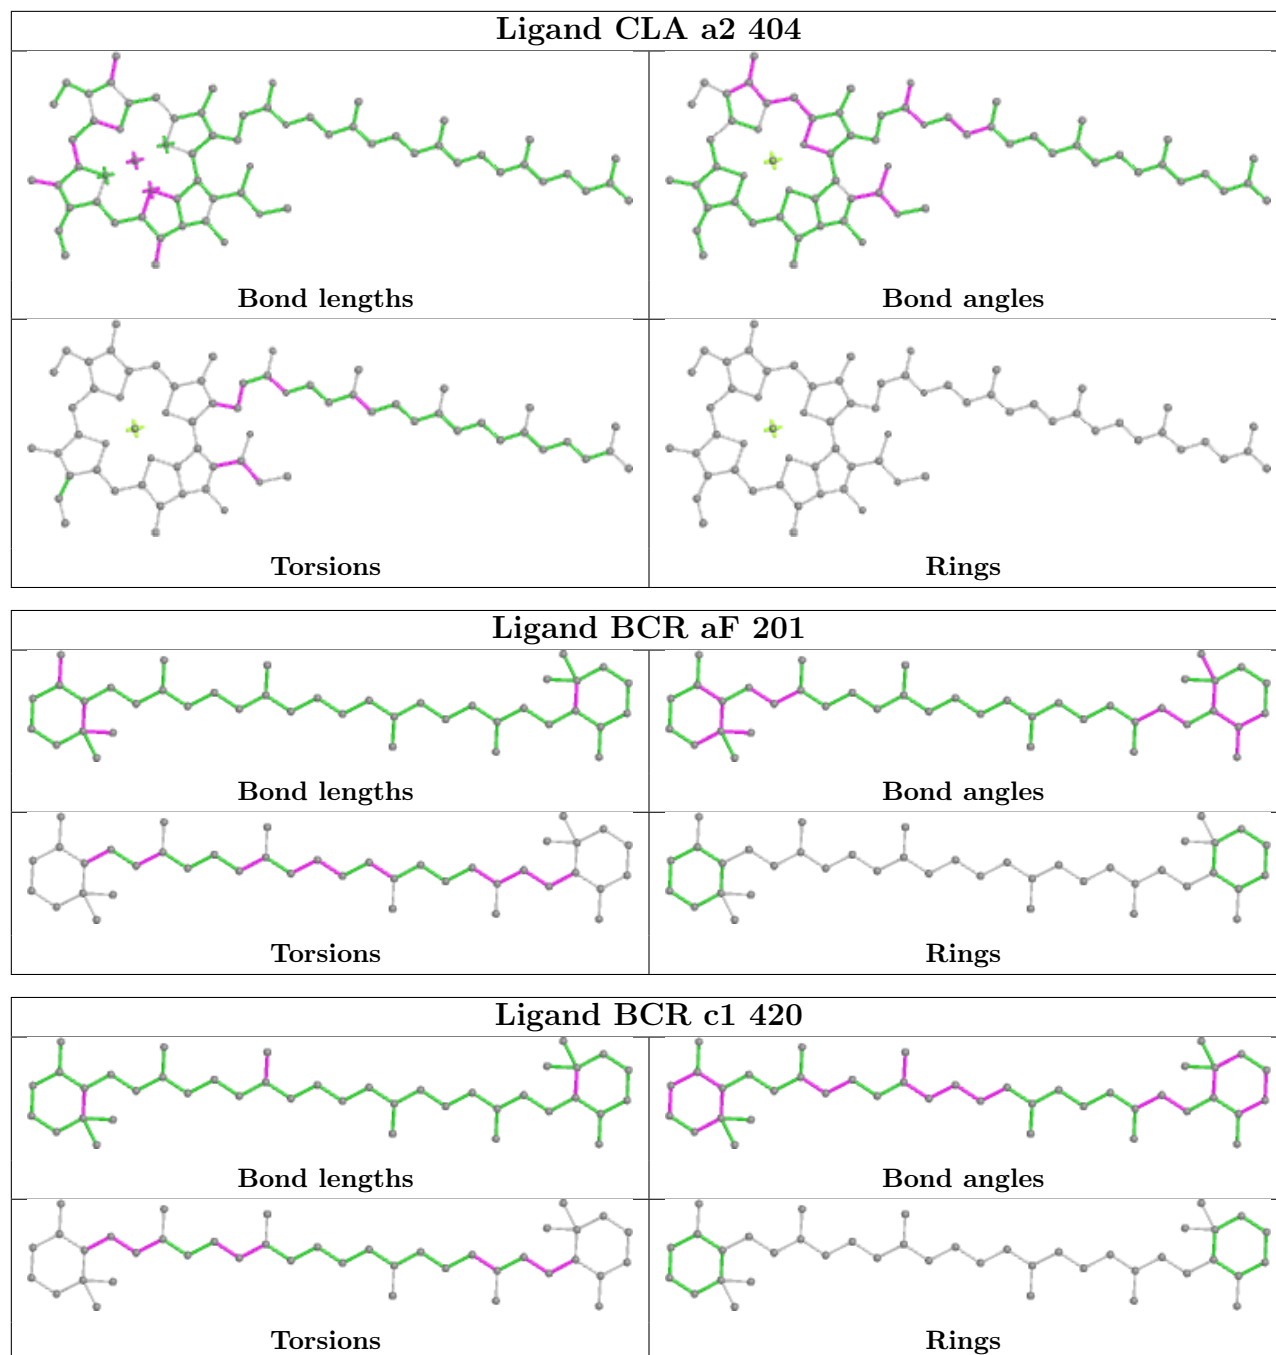 Ligand CLA a2 404
Bond lengths
Bond angles
Torsions
Rings
Ligand BCR aF 201
Bond lengths
Bond angles
Torsions
Rings
Ligand BCR c1 420
Bond lengths
Bond angles
Torsions
Rings